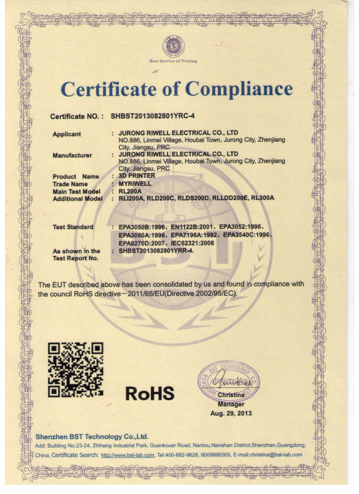 Best Service of Testing
Certificate of Compliance
Certificate NO. : SHBST2013082801YRC-4
Applicant : JURONG RIWELL ELECTRICAL CO., LTD
NO.886, Linmei Village, Houbai Town, Jurong City, Zhenjiang
City, Jiangsu, PRC
Manufacturer : JURONG RIWELL ELECTRICAL CO., LTD
NO.886, Linmei Village, Houbai Town, Jurong City, Zhenjiang
City, Jiangsu, PRC
Product Name : 3D PRINTER
Trade Name : MYRIWELL
Main Test Model : RL200A
Additional Model : RLIJ200A, RLD200C, RLDS200D, RLLDD200E, RL300A
Test Standard : EPA3050B:1996、EN1122B:2001、EPA3052:1996、
EPA3060A:1996、EPA7196A:1992、EPA3540C:1996、
EPA8270D:2007、IEC62321:2008
As shown in the : SHBST2013082801YRR-4.
Test Report No.
The EUT described above has been consolidated by us and found in compliance with
the council RoHS directive－2011/65/EU(Directive 2002/95/EC).
RoHS
Christina
Manager
Aug. 29, 2013
Shenzhen BST Technology Co.,Ltd.
Add: Building No.23-24, Zhiheng Industrial Park, Guankouer Road, Nantou,Nanshan District,Shenzhen,Guangdong,
China, Certificate Search: http://www.bst-lab.com, Tel:400-882-9628, 8009990305, E-mail:christina@bst-lab.com